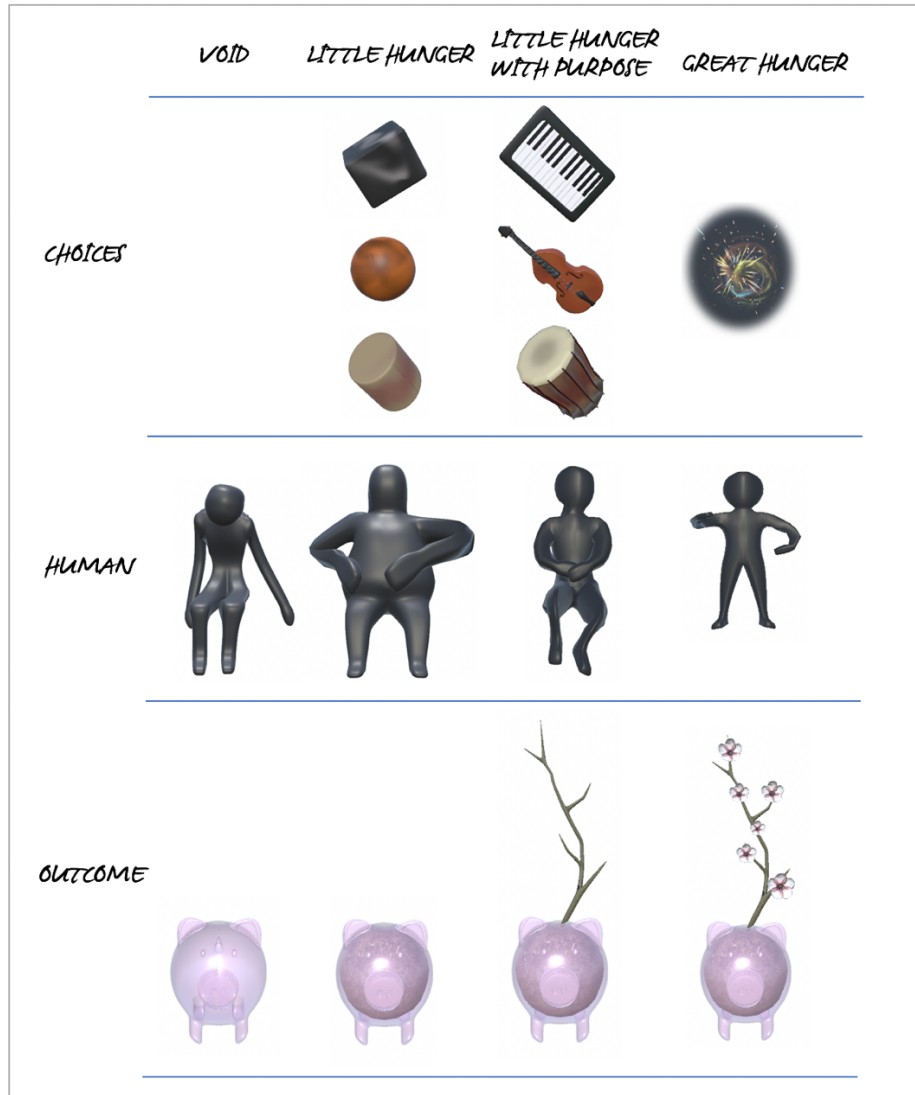 VOID
LITTLE HUNGER
LITTLE HUNGER
WITH PURPOSE
GREAT HUNGER
CHOICES
HUMAN
OUTCOME